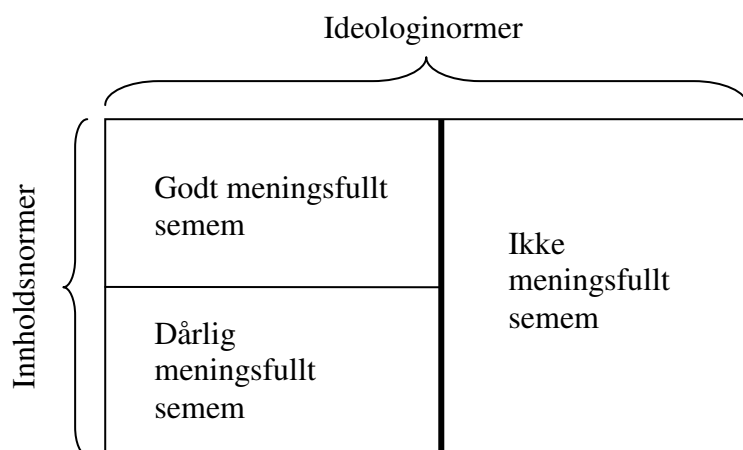 Ideologinormer
Innholdsnormer
Godt meningsfullt
semem
Dårlig
meningsfullt
semem
Ikke
meningsfullt
semem